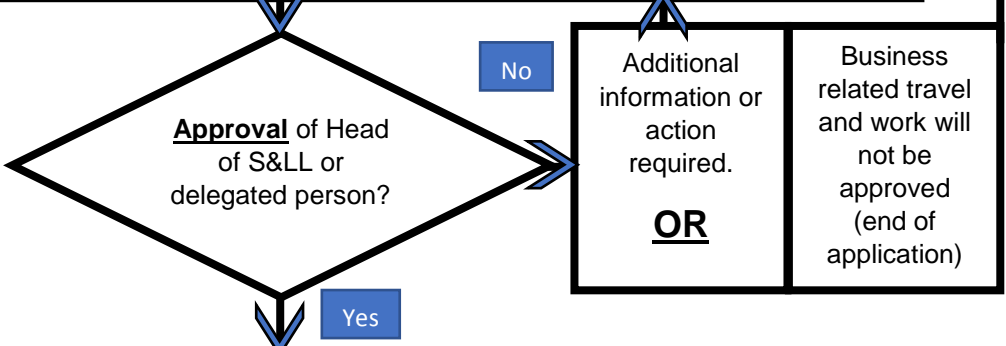 Approval of Head
of S&LL or
delegated person?
No
Additional
information or
action
required.
OR
Business
related travel
and work will
not be
approved
(end of
application)
Yes